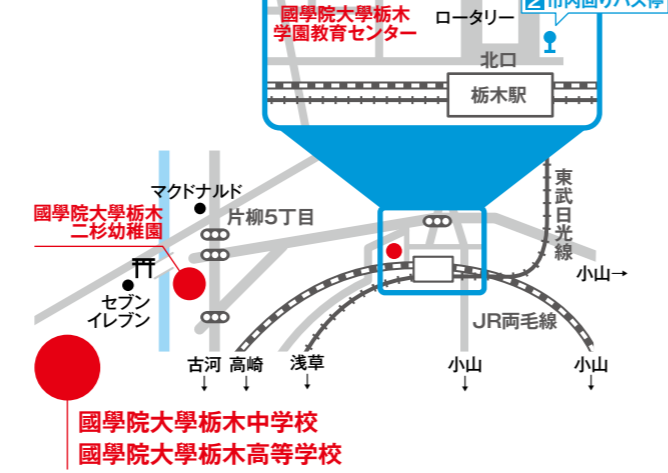 2 市内回りバス停
國學院大學栃木
学園教育センター
ロータリー
北口
栃木駅
マクドナルド
片柳5丁目
國學院大學栃木
二杉幼稚園
東武日光線
小山→
セブン
イレブン
JR両毛線
古河
高崎
浅草
小山
小山
↓
↓
↓
↓
↓
國學院大學栃木中学校
國學院大學栃木高等学校